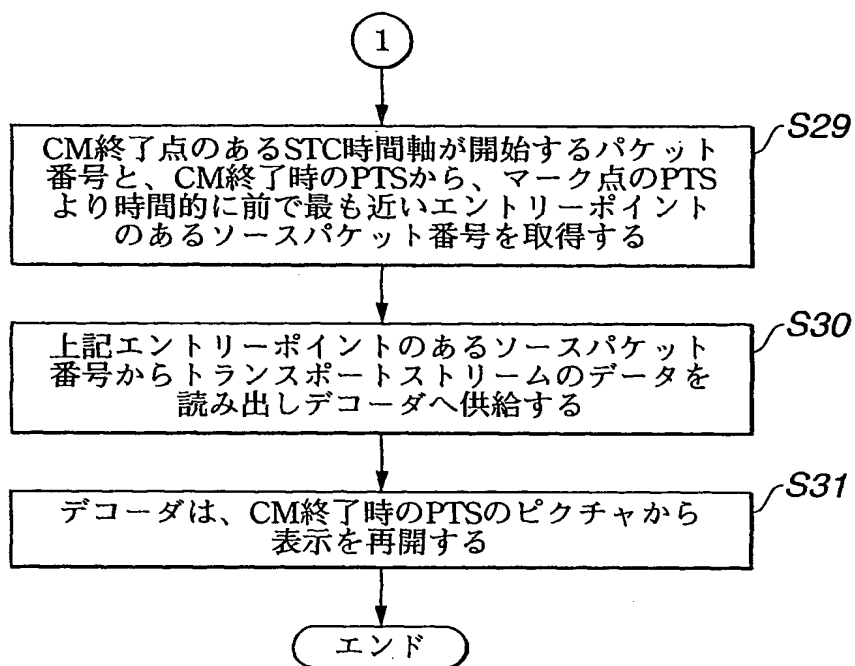 1
S29
CM終了点のあるSTC時間軸が開始するパケット
番号と、CM終了時のPTSから、マーク点のPTS
より時間的に前で最も近いエントリーポイント
のあるソースパケット番号を取得する
S30
上記エントリーポイントのあるソースパケット
番号からトランスポートストリームのデータを
読み出しデコーダへ供給する
S31
デコーダは、CM終了時のPTSのピクチャから
表示を再開する
エンド